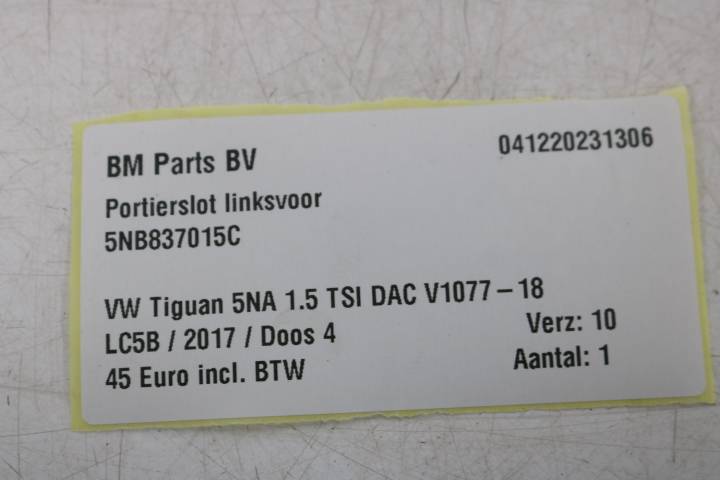 BM Parts BV 041220231306
Portierslot linksvoor
5NB837015C
VW Tiguan 5NA 1.5 TSI DAC V1077 – 18
LC5B / 2017 / Doos 4 Verz: 10
45 Euro incl. BTW Aantal: 1